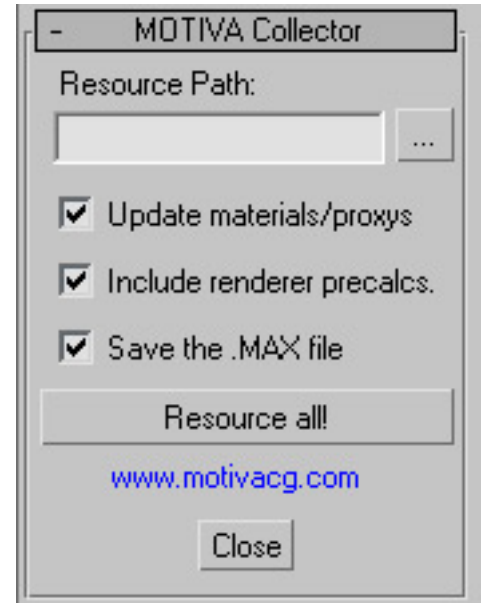 - MOTIVA Collector
Resource Path:
...
Update materials/proxys
Include renderer precalcs.
Save the .MAX file
Resource all!
www.motivacg.com
Close